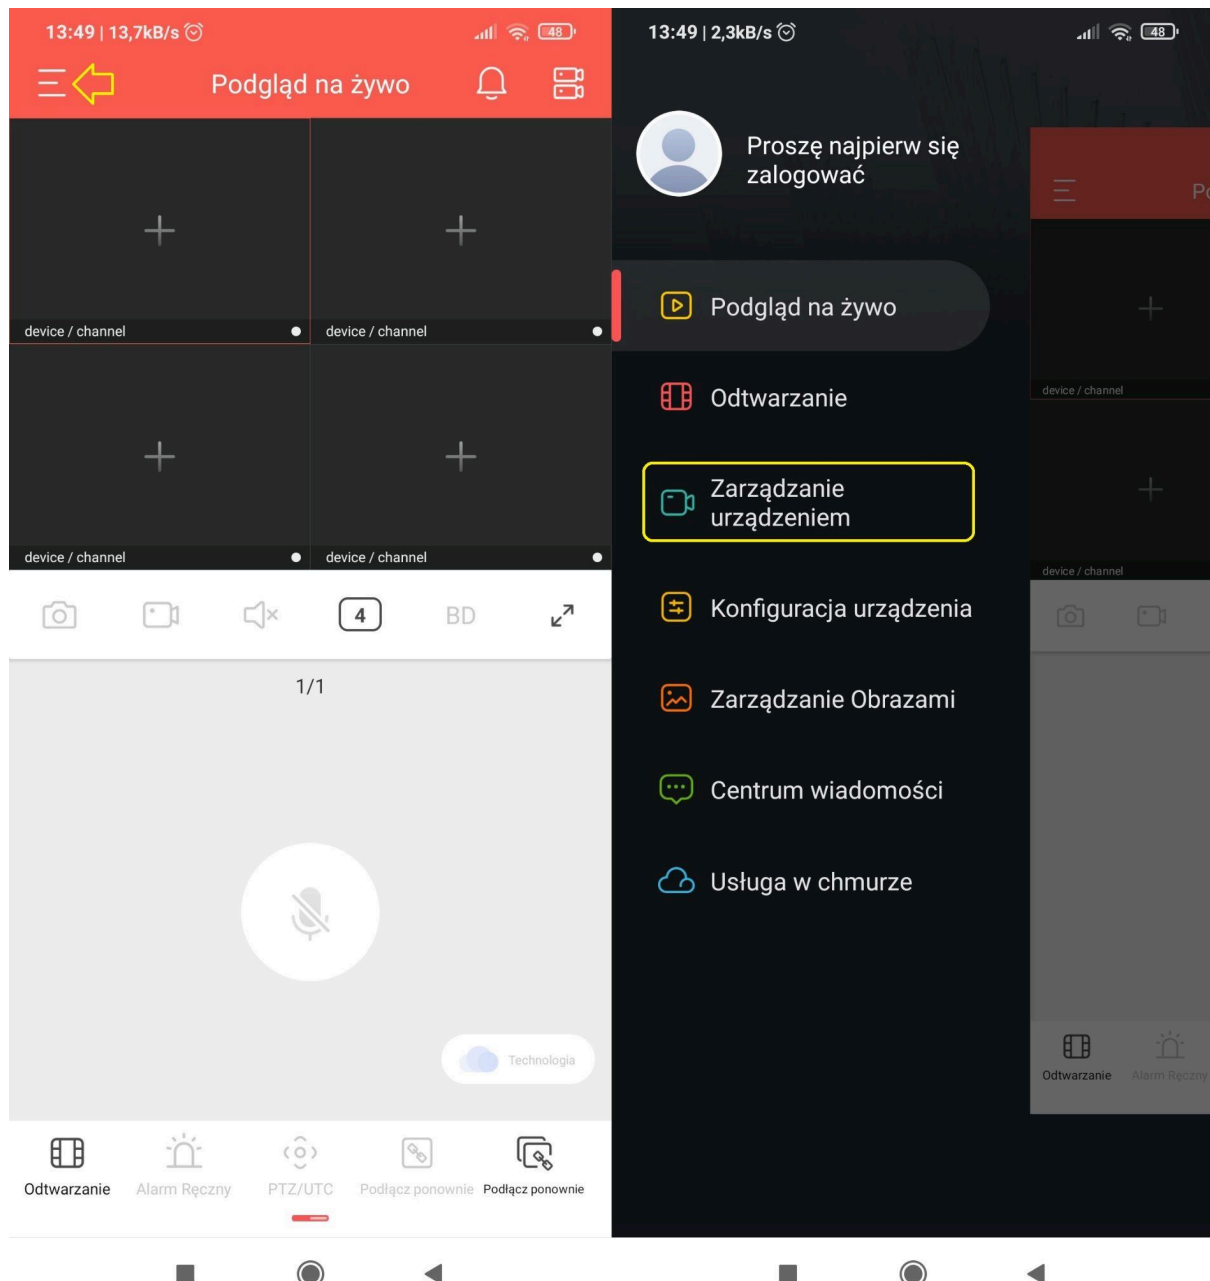 13:49 | 13,7kB/s
48
Podgląd na żywo
device / channel
device / channel
device / channel
device / channel
4
BD
1/1
Technologia
Odtwarzanie
Alarm Ręczny
PTZ/UTC
Podłącz ponownie
Podłącz ponownie
13:49 | 2,3kB/s
48
Proszę najpierw się
zalogować
Podgląd na żywo
Odtwarzanie
Zarządzanie
urządzeniem
Konfiguracja urządzenia
Zarządzanie Obrazami
Centrum wiadomości
Usługa w chmurze
Po
device / channel
device / channel
Odtwarzanie
Alarm Ręczny